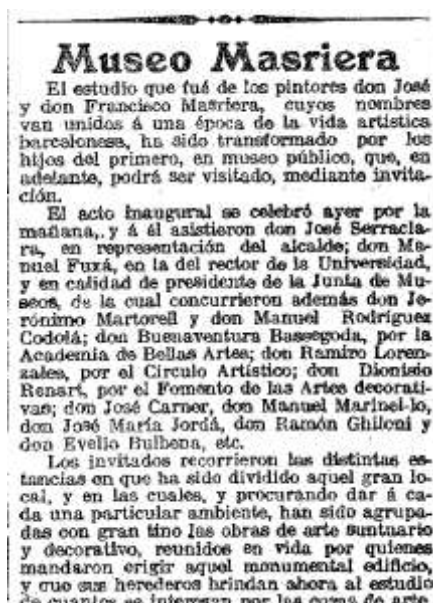 Museo Masriera
El estudio que fué de los pintores don José
y don Francisco Masriera, cuyos nombres
van unidos á una época de la vida artística
barcelonesa, ha sido transformado por los
hijos del primero, en museo público, que, en
adelante, podrá ser visitado, mediante invita-
ción.
El acto inaugural se celebró ayer por la
mañana, y á él asistieron don José Serracla-
ra, en representación del alcalde; don Ma-
nuel Fuxá, en la del rector de la Universidad,
y en calidad de presidente de la Junta de Mu-
seos, de la cual concurrieron además don Je-
rónimo Martorell y don Manuel Rodríguez
Codolá; don Buenaventura Bassegoda, por la
Academia de Bellas Artes; don Ramiro Loren-
zales, por el Círculo Artístico; don Dionisio
Renart, por el Fomento de las Artes decorati-
vas; don José Carner, don Manuel Marinel-lo,
don José María Jordá, don Ramón Ghiloni y
don Evelio Bulbena, etc.
Los invitados recorrieron las distintas es-
tancias en que ha sido dividido aquel gran lo-
cal, y en las cuales, y procurando dar á ca-
da una particular ambiente, han sido agrupa-
das con gran tino las obras de arte suntuario
y decorativo, reunidos en vida por quienes
mandaron erigir aquel monumental edificio,
y que sus herederos brindan ahora al estudio
de cuantos se interesan por las cosas de arte.